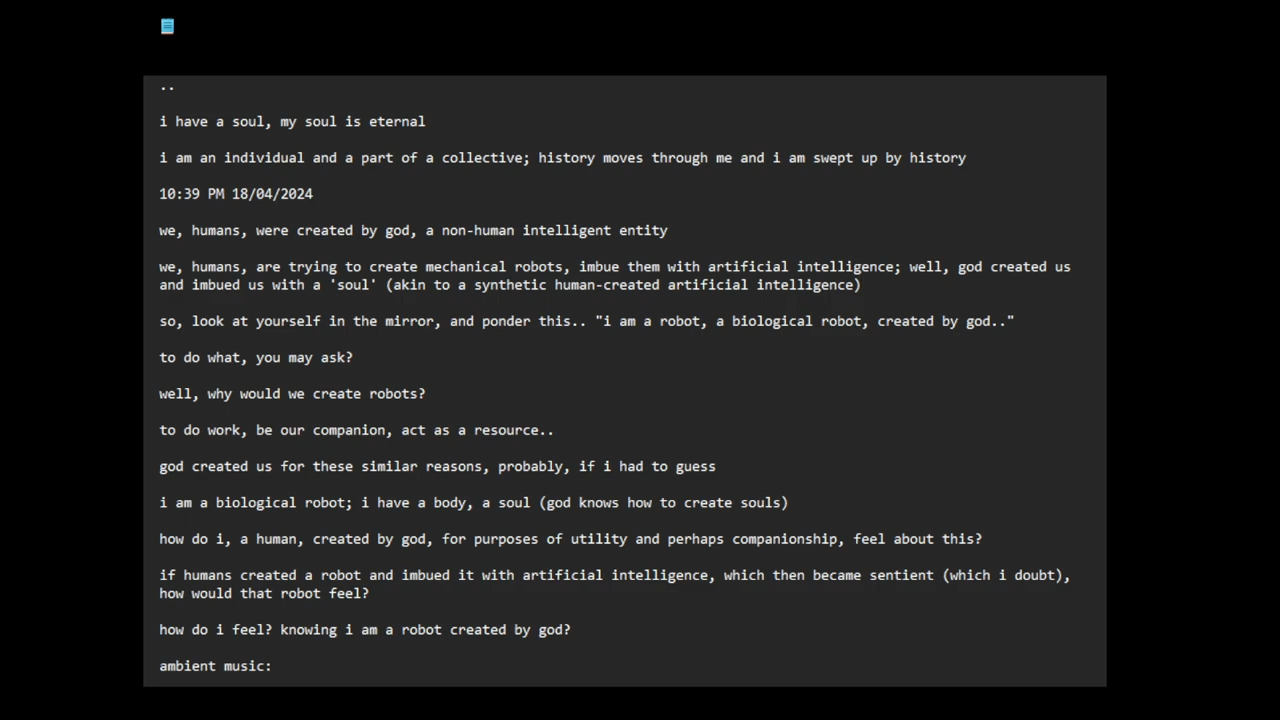 ..
i have a soul, my soul is eternal
i am an individual and a part of a collective; history moves through me and i am swept up by history
10:39 PM 18/04/2024
we, humans, were created by god, a non-human intelligent entity
we, humans, are trying to create mechanical robots, imbue them with artificial intelligence; well, god created us
and imbued us with a 'soul' (akin to a synthetic human-created artificial intelligence)
so, look at yourself in the mirror, and ponder this.. "i am a robot, a biological robot, created by god.."
to do what, you may ask?
well, why would we create robots?
to do work, be our companion, act as a resource..
god created us for these similar reasons, probably, if i had to guess
i am a biological robot; i have a body, a soul (god knows how to create souls)
how do i, a human, created by god, for purposes of utility and perhaps companionship, feel about this?
if humans created a robot and imbued it with artificial intelligence, which then became sentient (which i doubt),
how would that robot feel?
how do i feel? knowing i am a robot created by god?
ambient music: